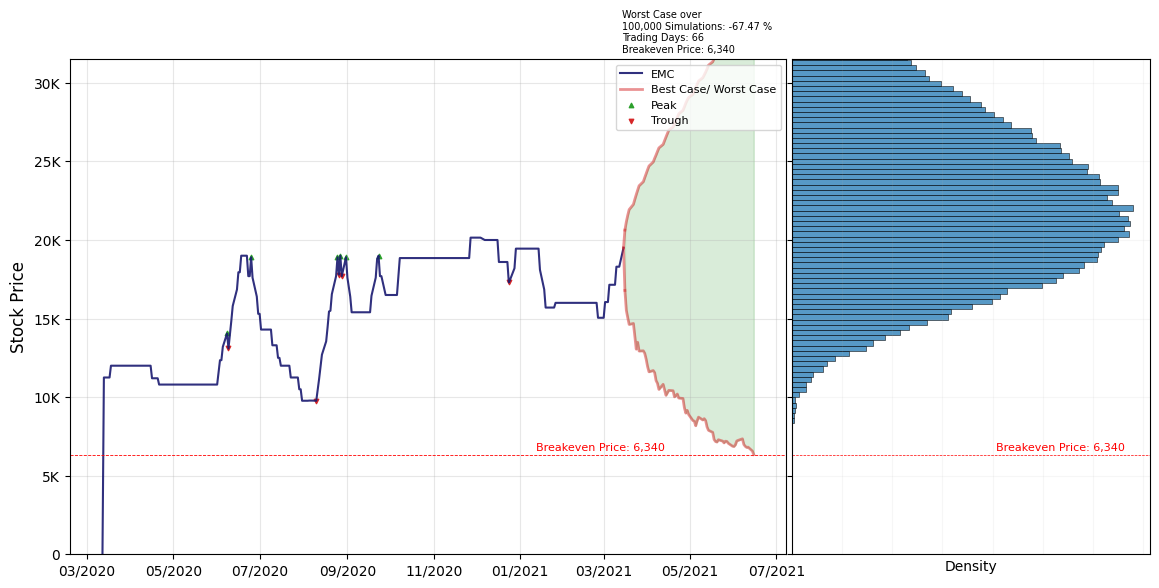 Worst Case over
100,000 Simulations: -67.47 %
Trading Days: 66
Breakeven Price: 6,340
EMC
Best Case/ Worst Case
Peak
Trough
30K
25K
20K
15K
10K
5K
0
Stock Price
Breakeven Price: 6,340
Breakeven Price: 6,340
03/2020 05/2020 07/2020 09/2020 11/2020 01/2021 03/2021 05/2021 07/2021
Density